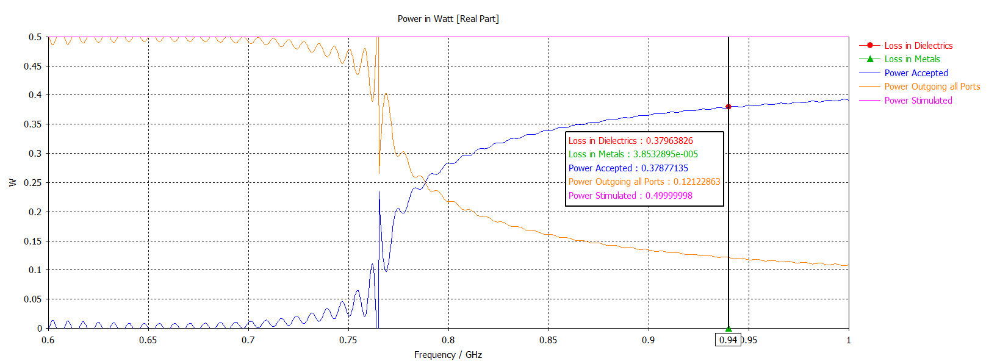 Power in Watt [Real Part]
0.5
0.45
0.4
0.35
0.3
0.25
0.2
0.15
0.1
0.05
0
W
0.6
0.65
0.7
0.75
0.8
0.85
0.9
0.94
0.95
1
Frequency / GHz
Loss in Dielectrics
Loss in Metals
Power Accepted
Power Outgoing all Ports
Power Stimulated
Loss in Dielectrics : 0.37963826
Loss in Metals : 3.8532895e-005
Power Accepted : 0.37877135
Power Outgoing all Ports : 0.12122863
Power Stimulated : 0.49999998